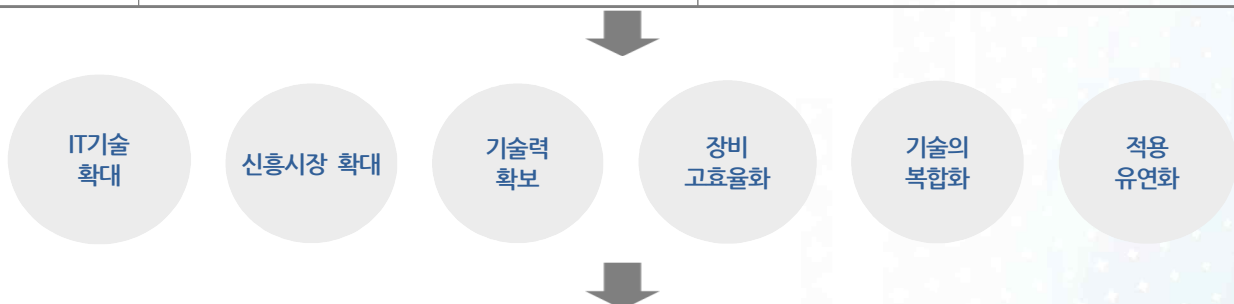 IT기술
확대
신흥시장 확대
기술력
확보
장비
고효율화
기술의
복합화
적용
유연화